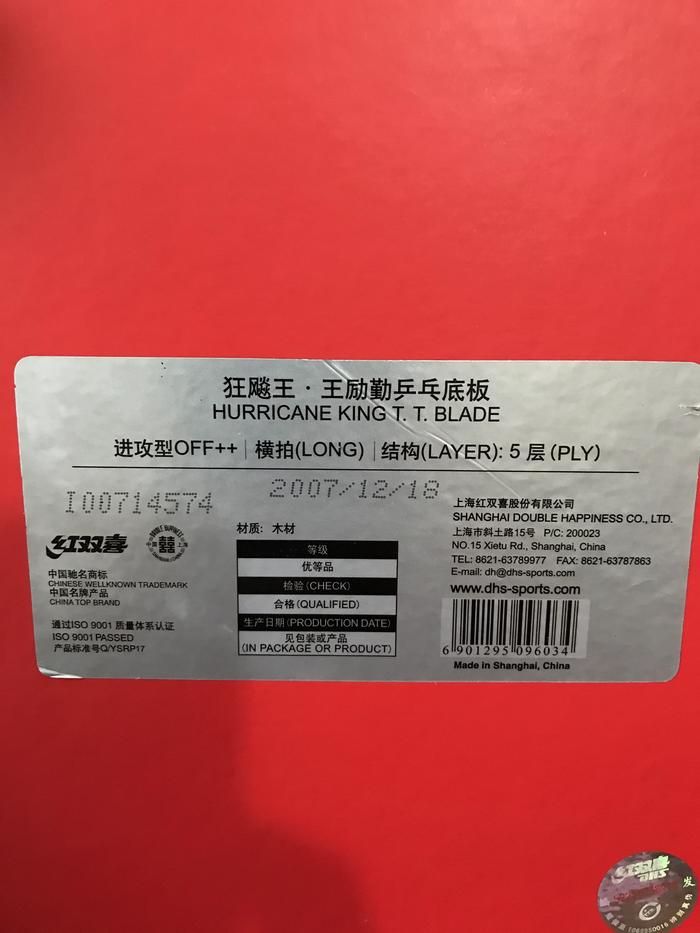 狂飚王·王励勤乒乓底板
HURRICANE KING T. T. BLADE
进攻型OFF++ | 横拍(LONG) | 结构(LAYER): 5 层 (PLY)
I00714574
2007/12/18
红双喜
中国驰名商标
CHINESE WELLKNOWN TRADEMARK
中国名牌产品
CHINA TOP BRAND
通过ISO 9001 质量体系认证
ISO 9001 PASSED
产品标准号Q/YSRP17
材质: 木材
等级
优等品
检验 (CHECK)
合格 (QUALIFIED)
生产日期 (PRODUCTION DATE)
见包装或产品
(IN PACKAGE OR PRODUCT)
上海红双喜股份有限公司
SHANGHAI DOUBLE HAPPINESS CO., LTD.
上海市斜土路15号 P/C: 200023
NO.15 Xietu Rd., Shanghai, China
TEL: 8621-63789977 FAX: 8621-63787863
E-mail: dh@dhs-sports.com
www.dhs-sports.com
6 901295 096034
Made in Shanghai, China
红双喜
DHS